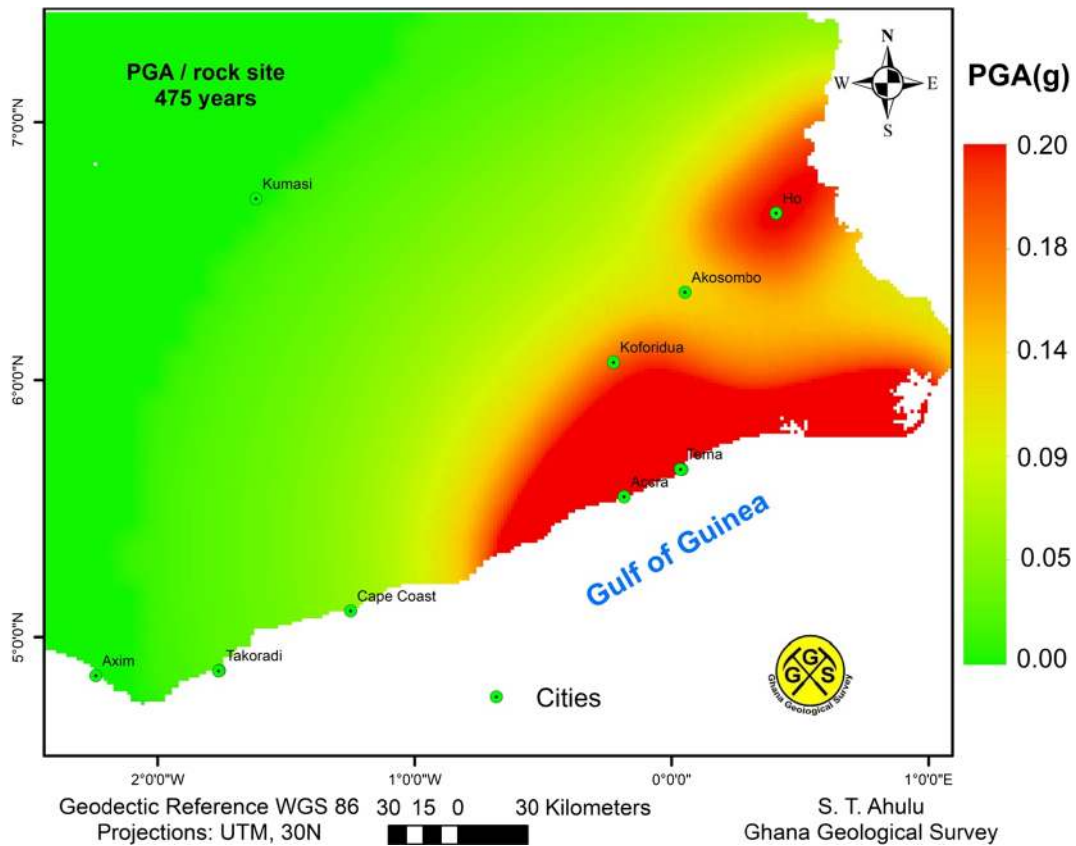 PGA / rock site
475 years
N
W
E
S
PGA(g)
0.20
0.18
0.14
0.09
0.05
0.00
7°0'0"N
6°0'0"N
5°0'0"N
Kumasi
Ho
Akosombo
Koforidua
Tema
Accra
Gulf of Guinea
Cape Coast
Takoradi
Axim
Cities
G
G S
Ghana Geological Survey
2°0'0"W
1°0'0"W
0°0'0"
1°0'0"E
Geodectic Reference WGS 86
30 15 0 30 Kilometers
Projections: UTM, 30N
S. T. Ahulu
Ghana Geological Survey